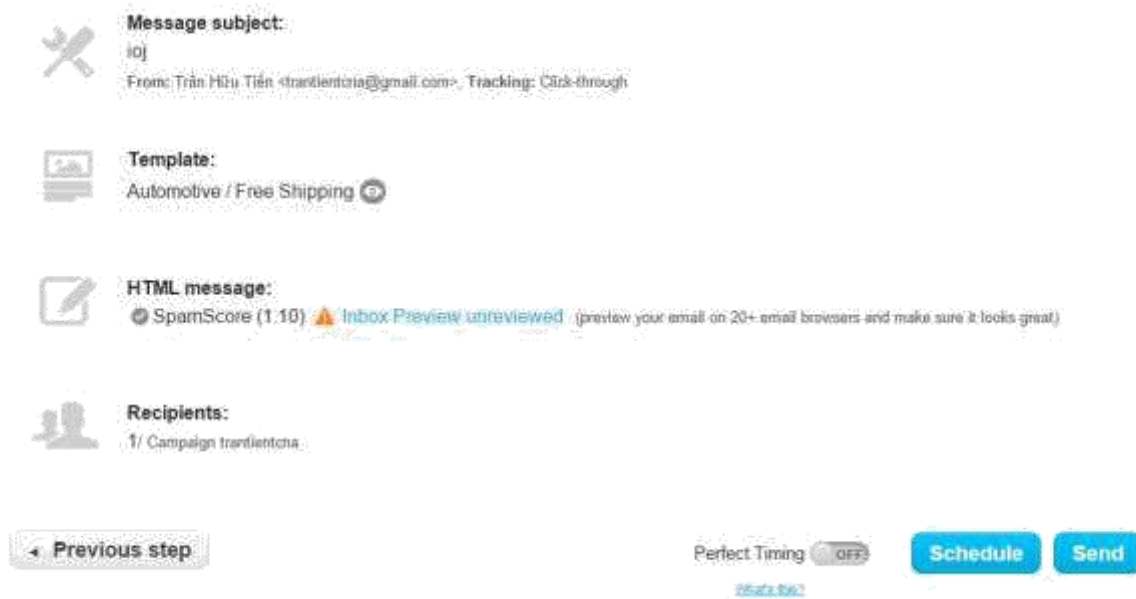 Message subject:
ioj
From: Trần Hữu Tiến <trantientcna@gmail.com>, Tracking: Click-through
Template:
Automotive / Free Shipping
HTML message:
SpamScore (1.10) Inbox Preview unreviewed (preview your email on 20+ email browsers and make sure it looks great)
Recipients:
1/ Campaign trantientcna
Previous step
Perfect Timing OFF Schedule Send
What's this?